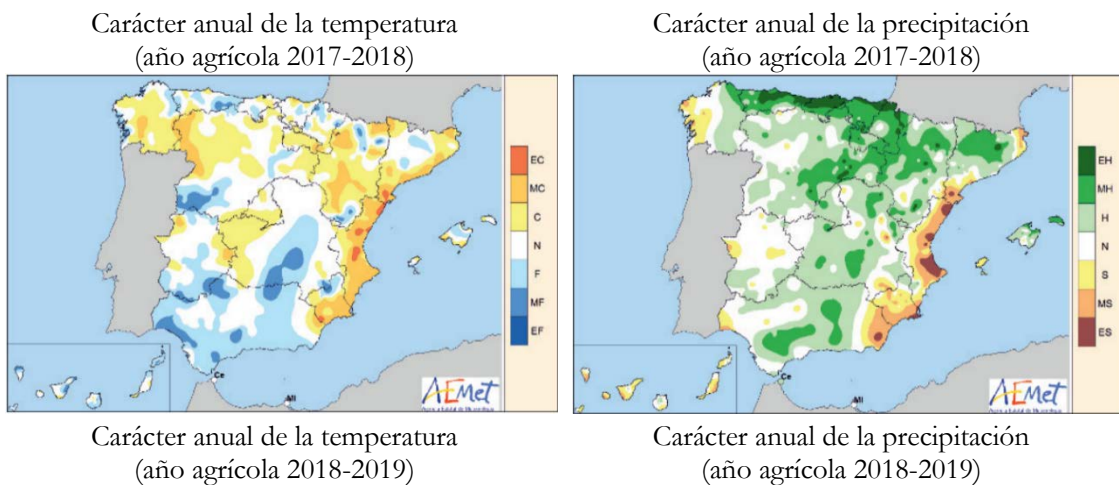 Carácter anual de la temperatura
(año agrícola 2017-2018)
Carácter anual de la precipitación
(año agrícola 2017-2018)
EC
MC
C
N
F
MF
EF
Ce
Ml
AEMet
EH
MH
H
N
S
MS
ES
Ce
Ml
AEMet
Carácter anual de la temperatura
(año agrícola 2018-2019)
Carácter anual de la precipitación
(año agrícola 2018-2019)